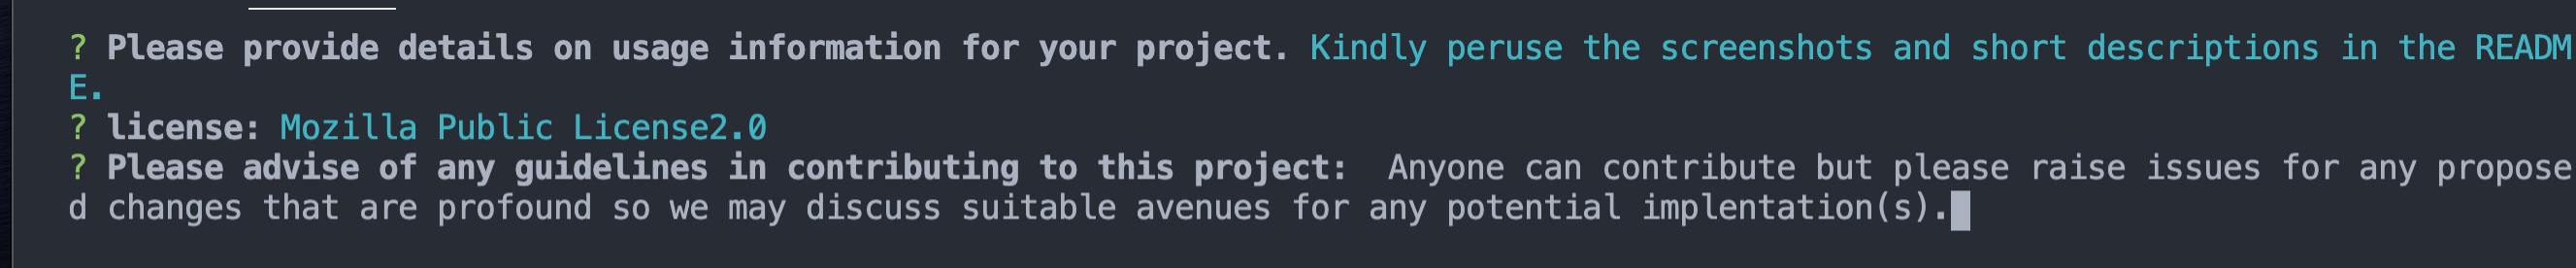 ? Please provide details on usage information for your project. Kindly peruse the screenshots and short descriptions in the READM
E.
? license: Mozilla Public License2.0
? Please advise of any guidelines in contributing to this project:  Anyone can contribute but please raise issues for any propose
d changes that are profound so we may discuss suitable avenues for any potential implentation(s).